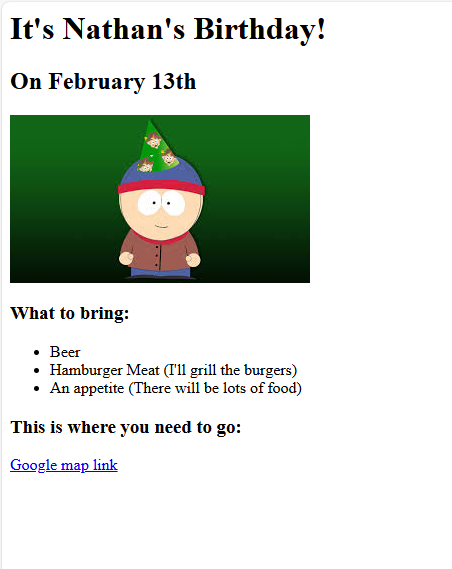 It's Nathan's Birthday!
On February 13th
What to bring:
Beer
Hamburger Meat (I'll grill the burgers)
An appetite (There will be lots of food)
This is where you need to go:
Google map link